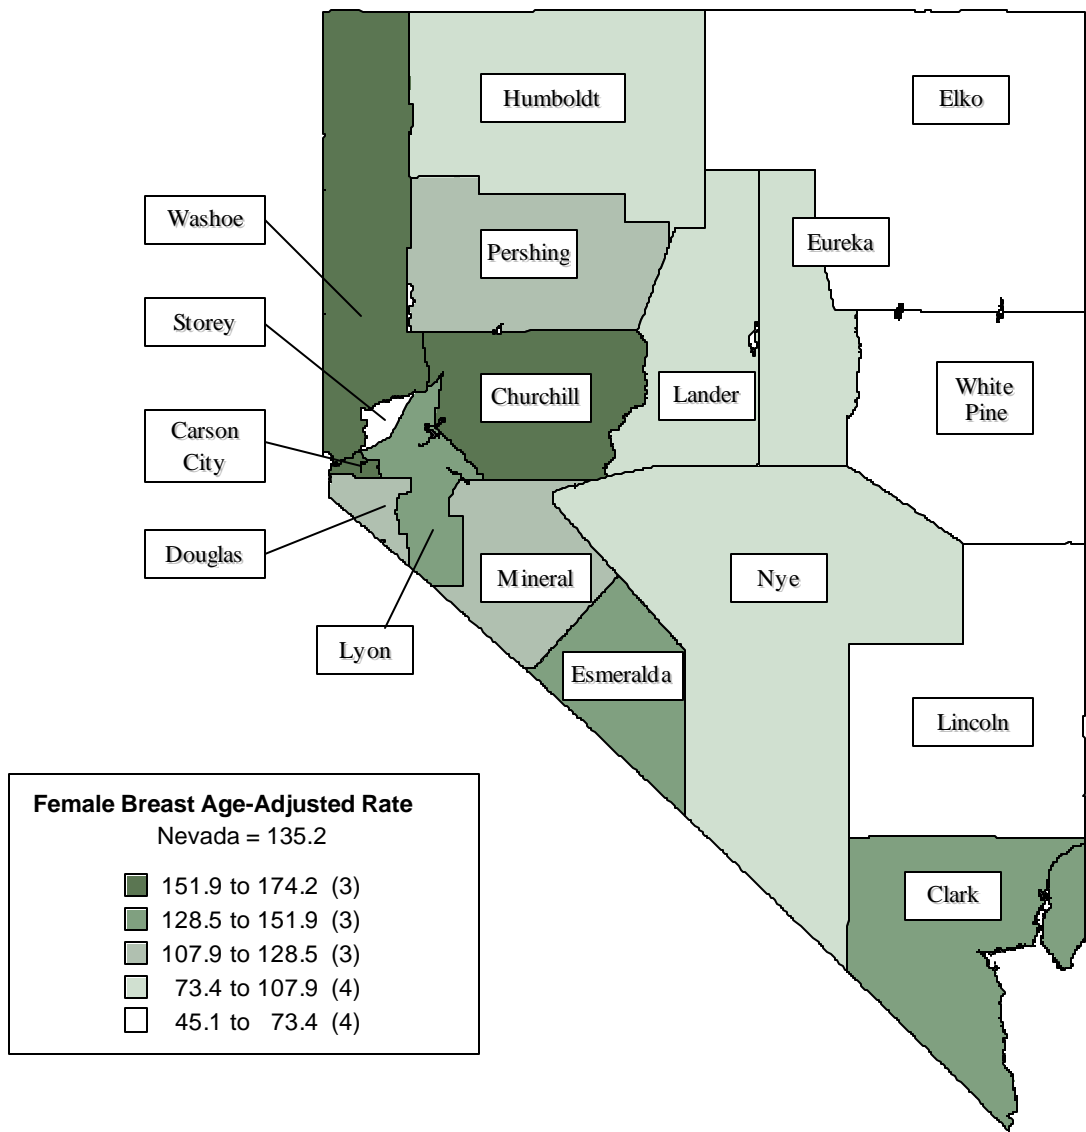 Humboldt
Elko
Washoe
Pershing
Eureka
Storey
Churchill
Lander
White
Pine
Carson
City
Douglas
Mineral
Nye
Lyon
Esmeralda
Lincoln
Clark
Female Breast Age-Adjusted Rate
Nevada = 135.2
151.9 to 174.2 (3)
128.5 to 151.9 (3)
107.9 to 128.5 (3)
73.4 to 107.9 (4)
45.1 to 73.4 (4)